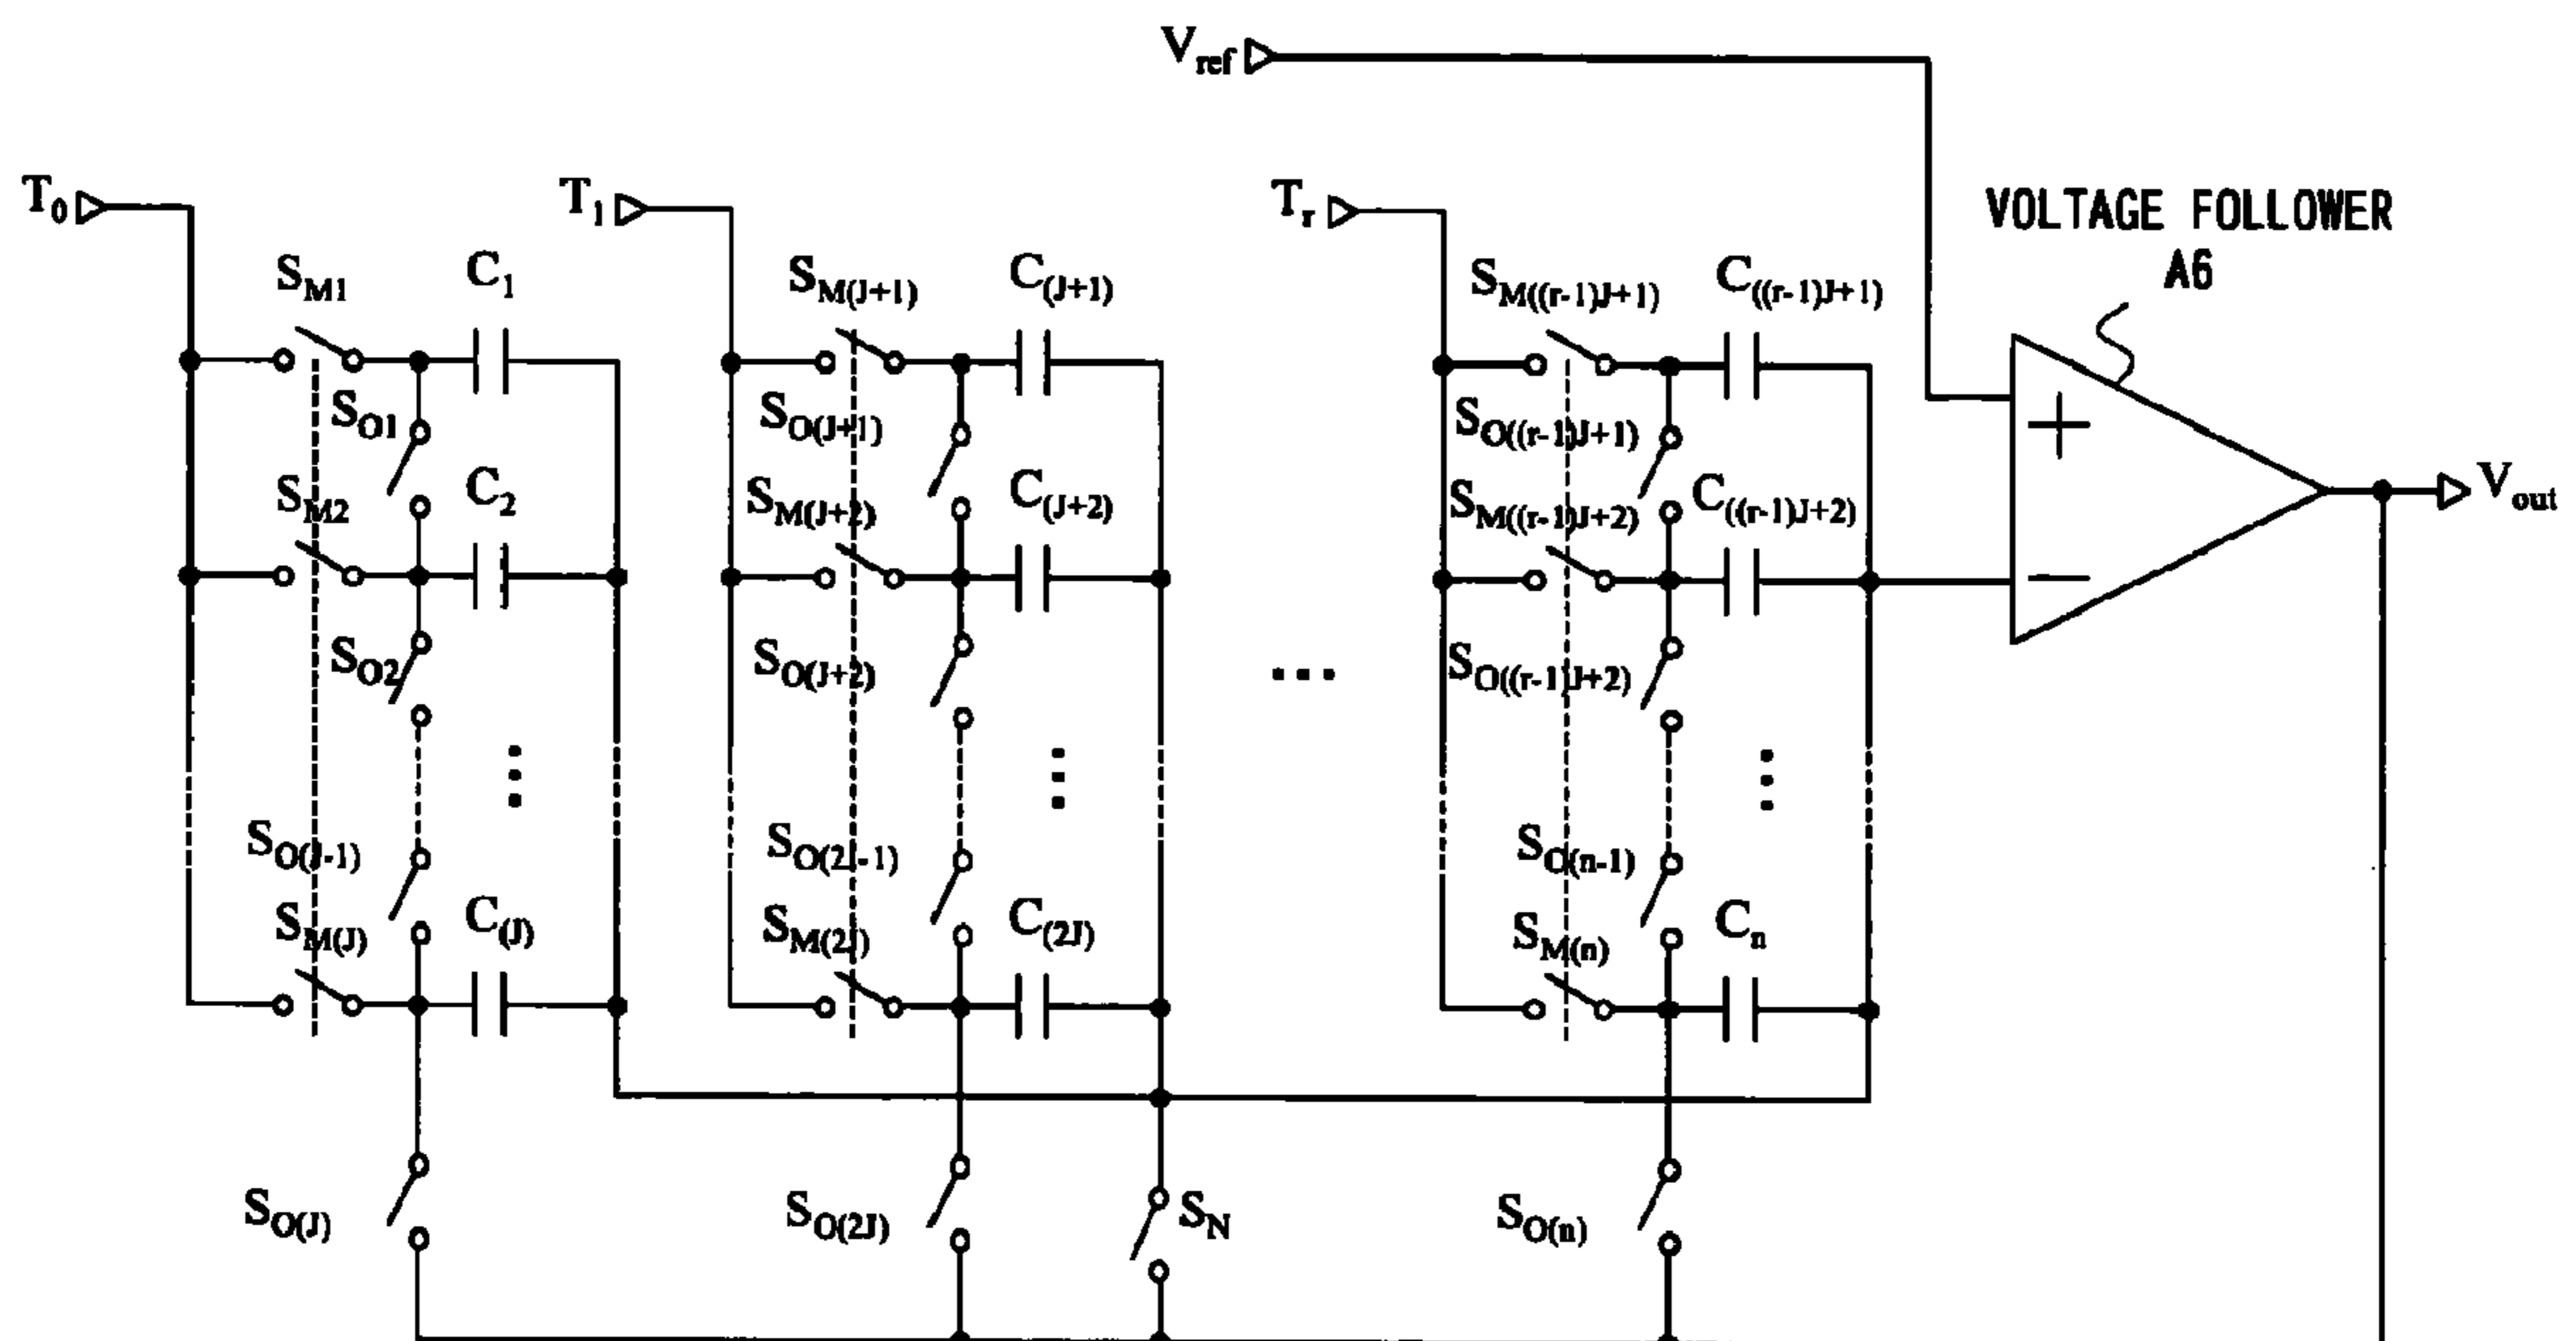 V_ref
T_0
T_1
T_r
VOLTAGE FOLLOWER
A6
S_M1
C_1
S_M(J+1)
C_(J+1)
S_M((r-1)J+1)
C_((r-1)J+1)
S_O1
S_O(J+1)
S_O((r-1)J+1)
+
S_M2
C_2
S_M(J+2)
C_(J+2)
S_M((r-1)J+2)
C_((r-1)J+2)
V_out
−
S_O2
S_O(J+2)
...
S_O((r-1)J+2)
S_O(J-1)
S_O(2J-1)
S_O(n-1)
S_M(J)
C_(J)
S_M(2J)
C_(2J)
S_M(n)
C_n
S_O(J)
S_O(2J)
S_N
S_O(n)